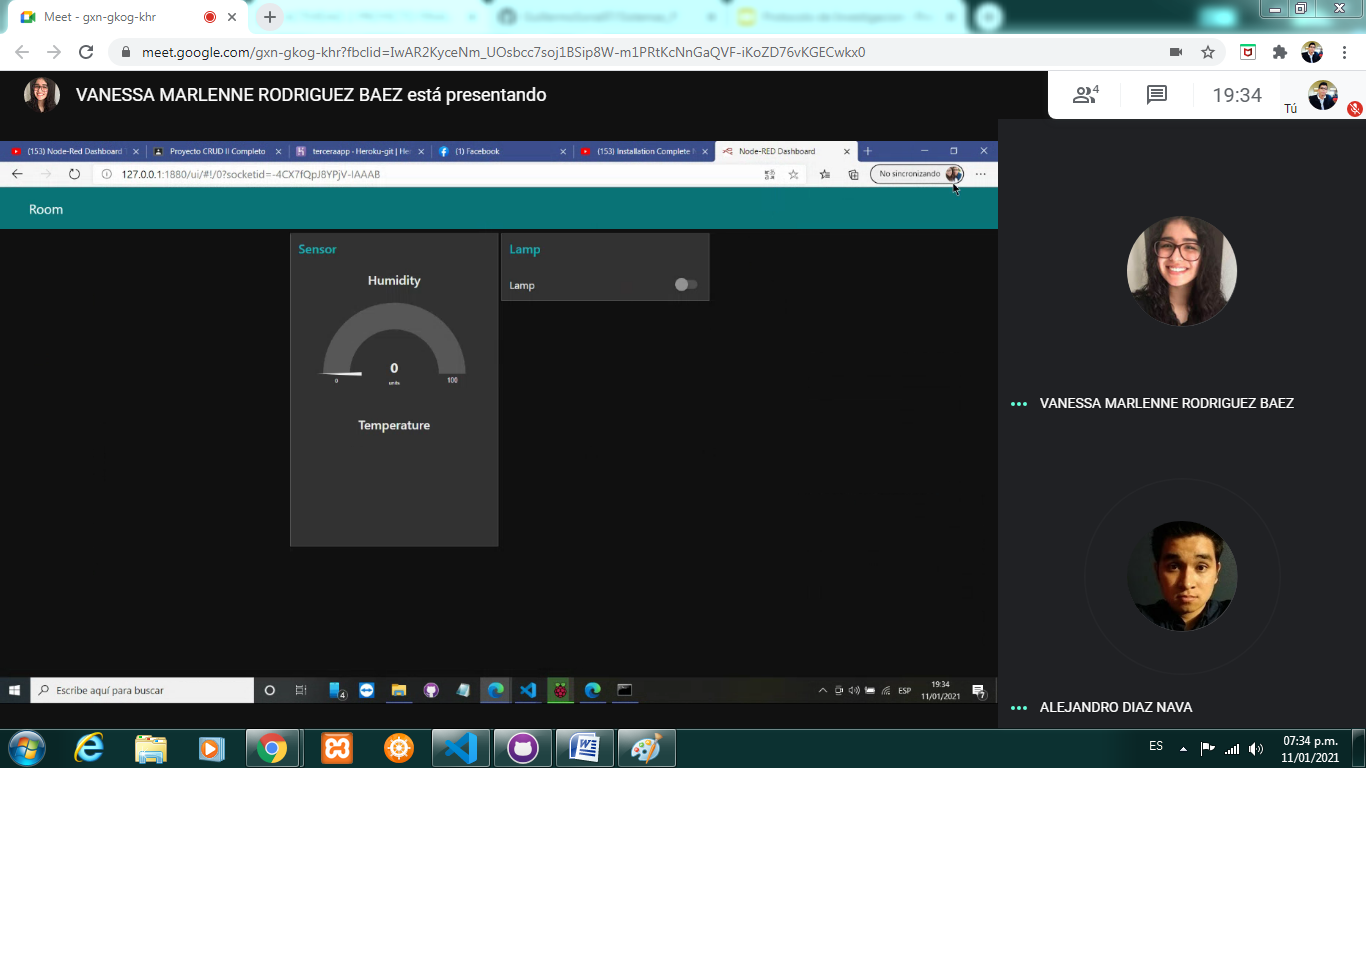 Meet - gxn-gkog-khr
meet.google.com/gxn-gkog-khr?fbclid=IwAR2KyceNm_UOsbcc7soj1BSip8W-m1PRtKcNnGaQVF-iKoZD76vKGECwkx0
VANESSA MARLENNE RODRIGUEZ BAEZ está presentando
4
19:34
Tú
(153) Node-Red Dashboard
Proyecto CRUD II Completo
terceraapp - Heroku-git | He
(1) Facebook
(153) Installation Complete
Node-RED Dashboard
127.0.0.1:1880/ui/#!/0?socketid=-4CX7fQpJ8YPjV-IAAAB
No sincronizando
Room
Sensor
Humidity
0
units
0
100
Temperature
Lamp
Lamp
VANESSA MARLENNE RODRIGUEZ BAEZ
ALEJANDRO DIAZ NAVA
Escribe aquí para buscar
4
ESP
19:34
11/01/2021
7
ES
07:34 p.m.
11/01/2021